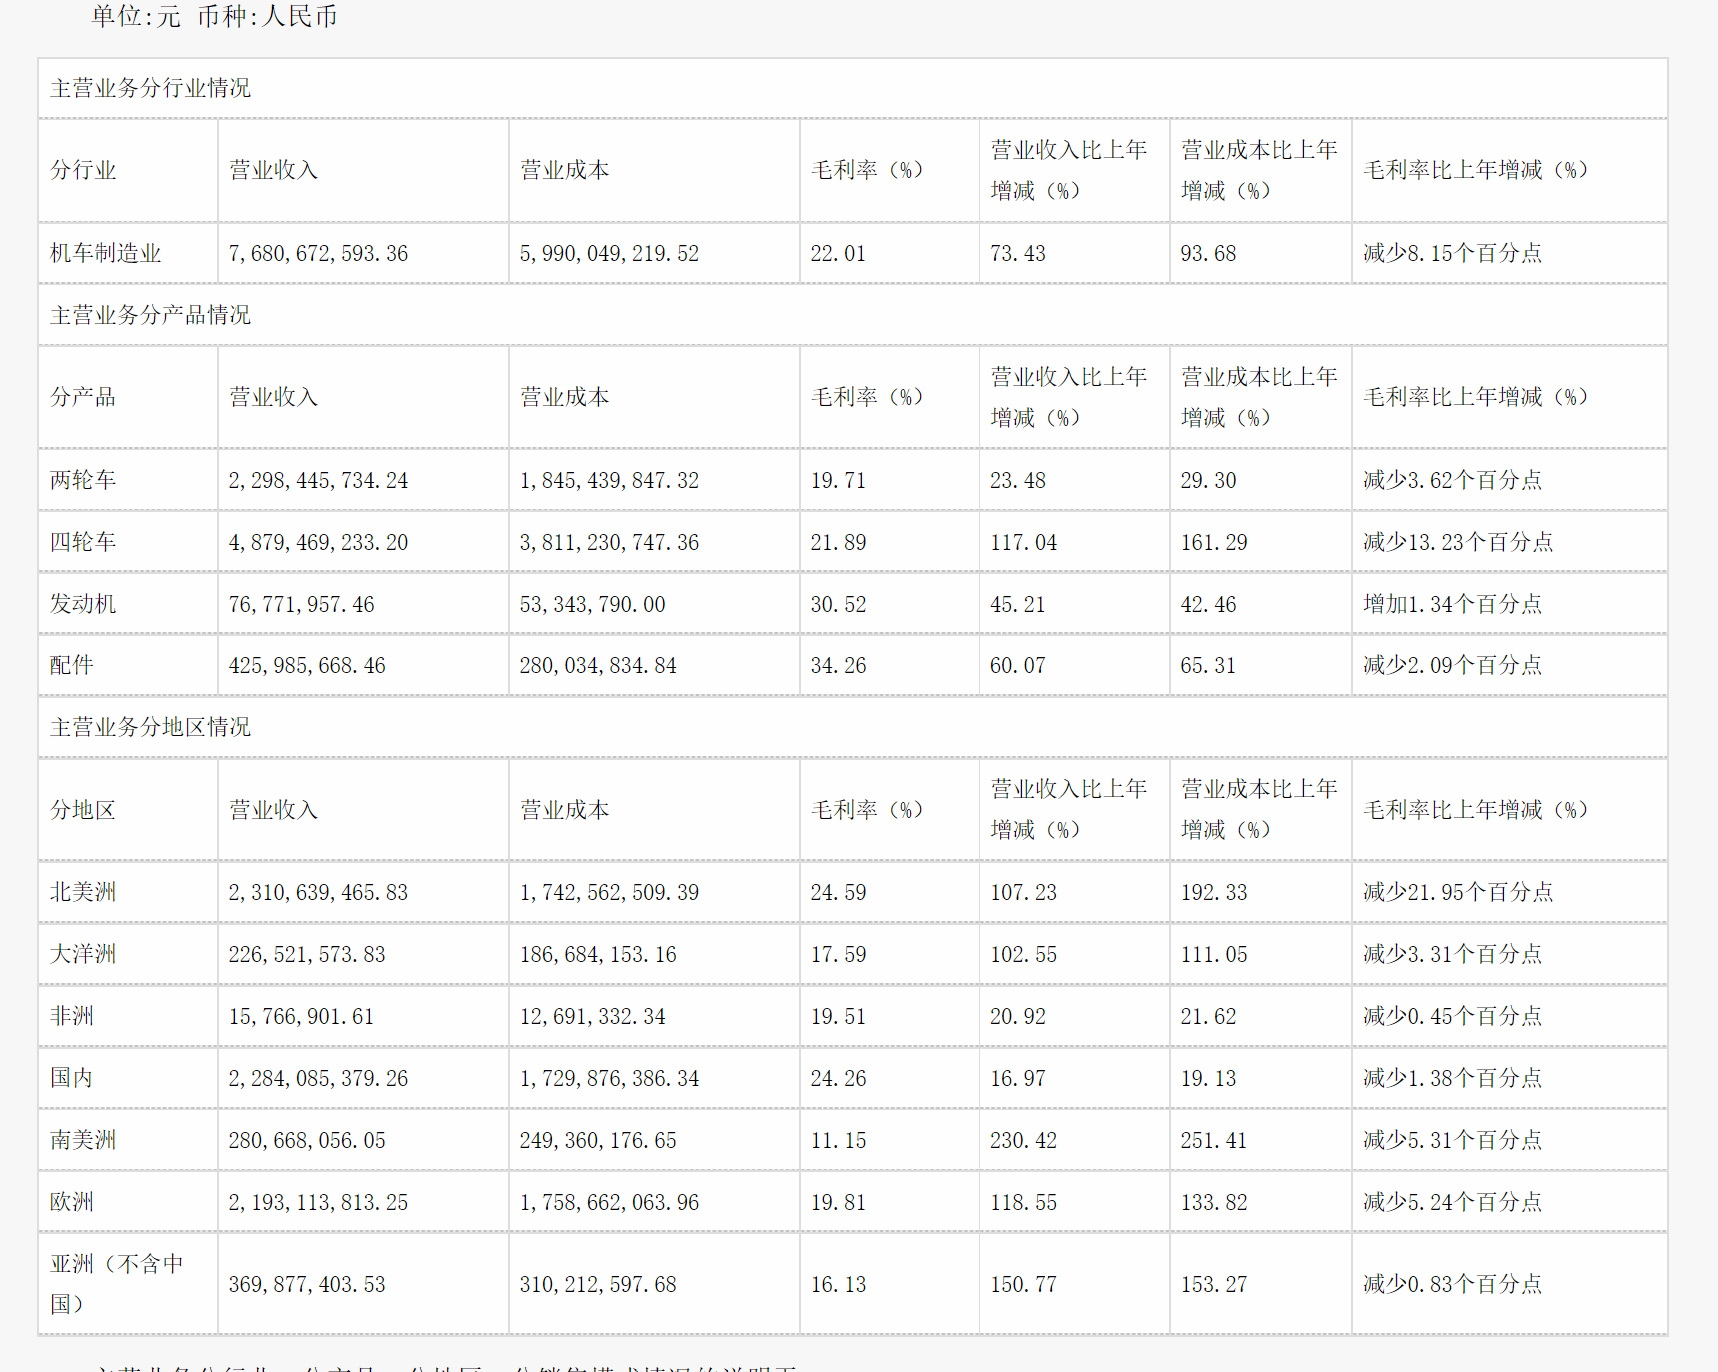 单位:元 币种:人民币
主营业务分行业情况
分行业 营业收入 营业成本 毛利率（%） 营业收入比上年增减（%） 营业成本比上年增减（%） 毛利率比上年增减（%）
机车制造业 7,680,672,593.36 5,990,049,219.52 22.01 73.43 93.68 减少8.15个百分点
主营业务分产品情况
分产品 营业收入 营业成本 毛利率（%） 营业收入比上年增减（%） 营业成本比上年增减（%） 毛利率比上年增减（%）
两轮车 2,298,445,734.24 1,845,439,847.32 19.71 23.48 29.30 减少3.62个百分点
四轮车 4,879,469,233.20 3,811,230,747.36 21.89 117.04 161.29 减少13.23个百分点
发动机 76,771,957.46 53,343,790.00 30.52 45.21 42.46 增加1.34个百分点
配件 425,985,668.46 280,034,834.84 34.26 60.07 65.31 减少2.09个百分点
主营业务分地区情况
分地区 营业收入 营业成本 毛利率（%） 营业收入比上年增减（%） 营业成本比上年增减（%） 毛利率比上年增减（%）
北美洲 2,310,639,465.83 1,742,562,509.39 24.59 107.23 192.33 减少21.95个百分点
大洋洲 226,521,573.83 186,684,153.16 17.59 102.55 111.05 减少3.31个百分点
非洲 15,766,901.61 12,691,332.34 19.51 20.92 21.62 减少0.45个百分点
国内 2,284,085,379.26 1,729,876,386.34 24.26 16.97 19.13 减少1.38个百分点
南美洲 280,668,056.05 249,360,176.65 11.15 230.42 251.41 减少5.31个百分点
欧洲 2,193,113,813.25 1,758,662,063.96 19.81 118.55 133.82 减少5.24个百分点
亚洲（不含中国） 369,877,403.53 310,212,597.68 16.13 150.77 153.27 减少0.83个百分点